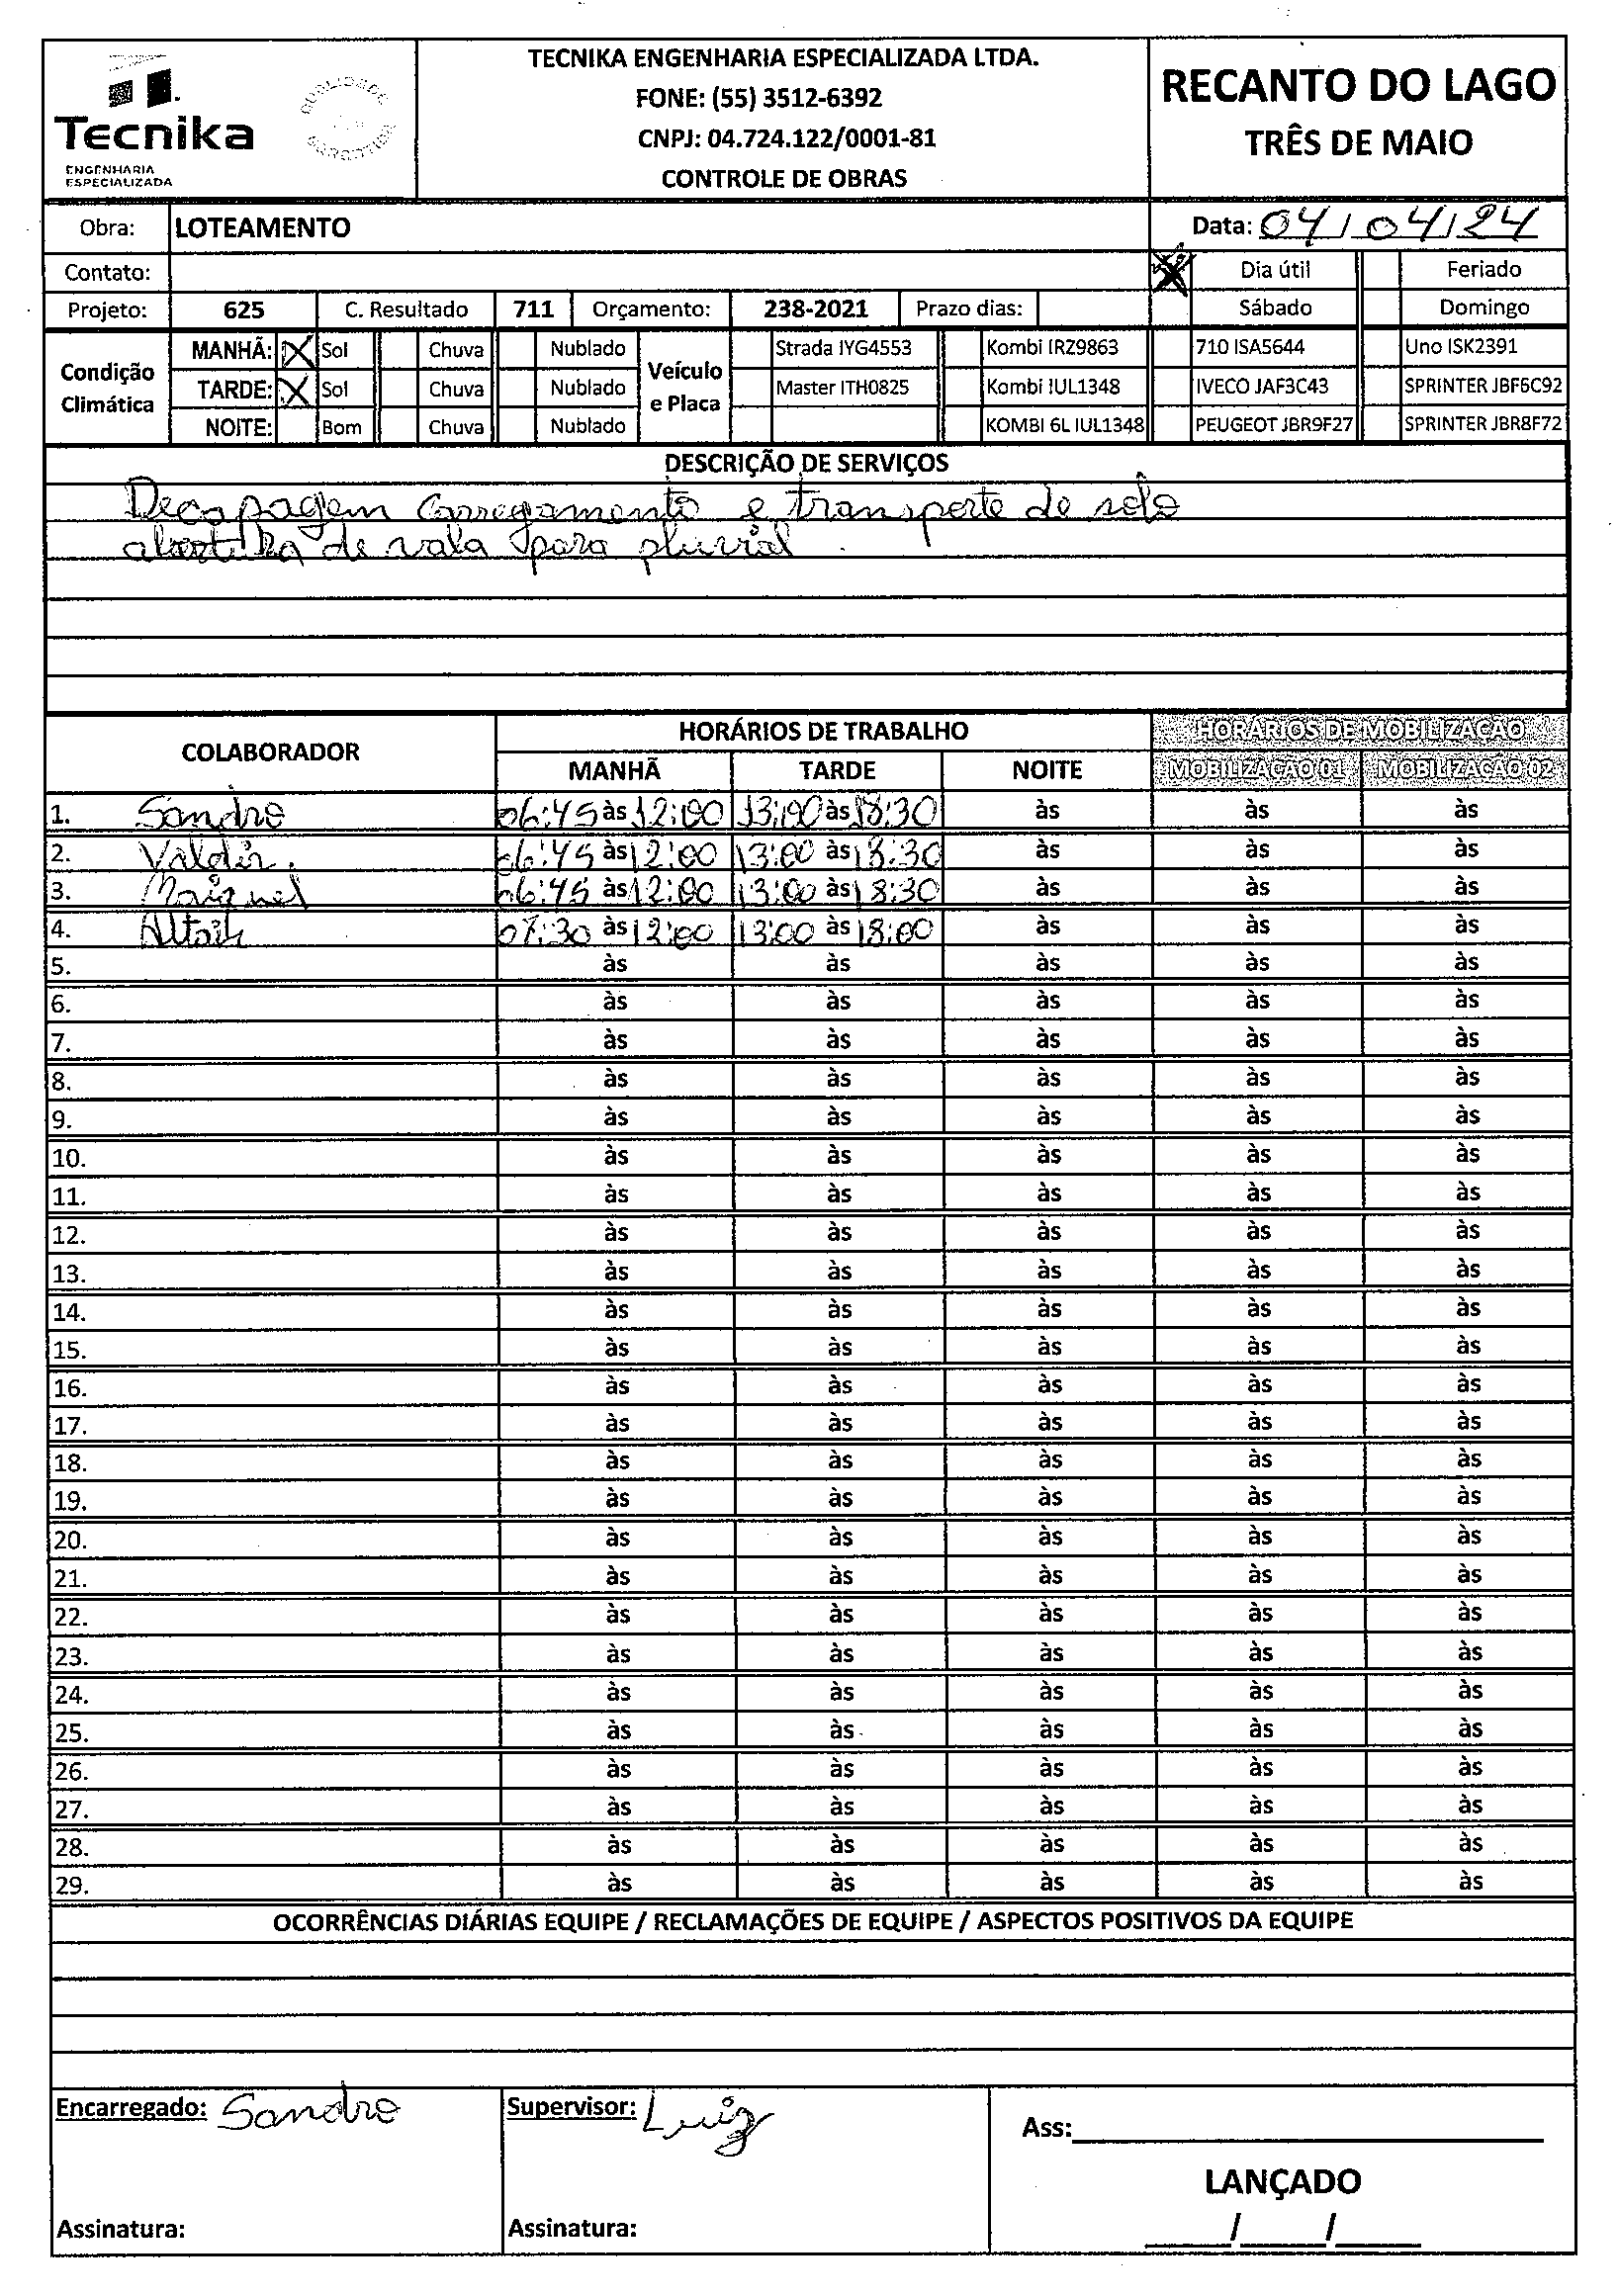 Tecnika
ENGENHARIA
ESPECIALIZADA
TECNIKA ENGENHARIA ESPECIALIZADA LTDA.
FONE: (55) 3512-6392
CNPJ: 04.724.122/0001-81
CONTROLE DE OBRAS
RECANTO DO LAGO
TRÊS DE MAIO
Obra: LOTEAMENTO Data: 04/04/24
Contato: X Dia útil Feriado
Projeto: 625 C. Resultado 711 Orçamento: 238-2021 Prazo dias: Sábado Domingo
Condição Climática
MANHÃ: X Sol Chuva Nublado
TARDE: X Sol Chuva Nublado
NOITE: Bom Chuva Nublado
Veículo e Placa
Strada IYG4553 Kombi IRZ9863 710 ISA5644 Uno ISK2391
Master ITH0825 Kombi IUL1348 IVECO JAF3C43 SPRINTER JBF6C92
KOMBI 6L IUL1348 PEUGEOT JBR9F27 SPRINTER JBR8F72
DESCRIÇÃO DE SERVIÇOS
Decapagem carregamento e transporte de solo
abertura de vala para pluvial
COLABORADOR HORÁRIOS DE TRABALHO HORÁRIOS DE MOBILIZAÇÃO
MANHÃ TARDE NOITE MOBILIZAÇÃO 01 MOBILIZAÇÃO 02
1. Sandro 06:45 às 12:00 13:00 às 18:30 às às às
2. Valdir 06:45 às 12:00 13:00 às 18:30 às às às
3. 06:45 às 12:00 13:00 às 18:30 às às às
4. Altair 07:30 às 12:00 13:00 às 18:00 às às às
5. às às às às às
6. às às às às às
7. às às às às às
8. às às às às às
9. às às às às às
10. às às às às às
11. às às às às às
12. às às às às às
13. às às às às às
14. às às às às às
15. às às às às às
16. às às às às às
17. às às às às às
18. às às às às às
19. às às às às às
20. às às às às às
21. às às às às às
22. às às às às às
23. às às às às às
24. às às às às às
25. às às às às às
26. às às às às às
27. às às às às às
28. às às às às às
29. às às às às às
OCORRÊNCIAS DIÁRIAS EQUIPE / RECLAMAÇÕES DE EQUIPE / ASPECTOS POSITIVOS DA EQUIPE
Encarregado: Sandro Supervisor: Luiz
Ass:
LANÇADO
Assinatura: Assinatura: / /